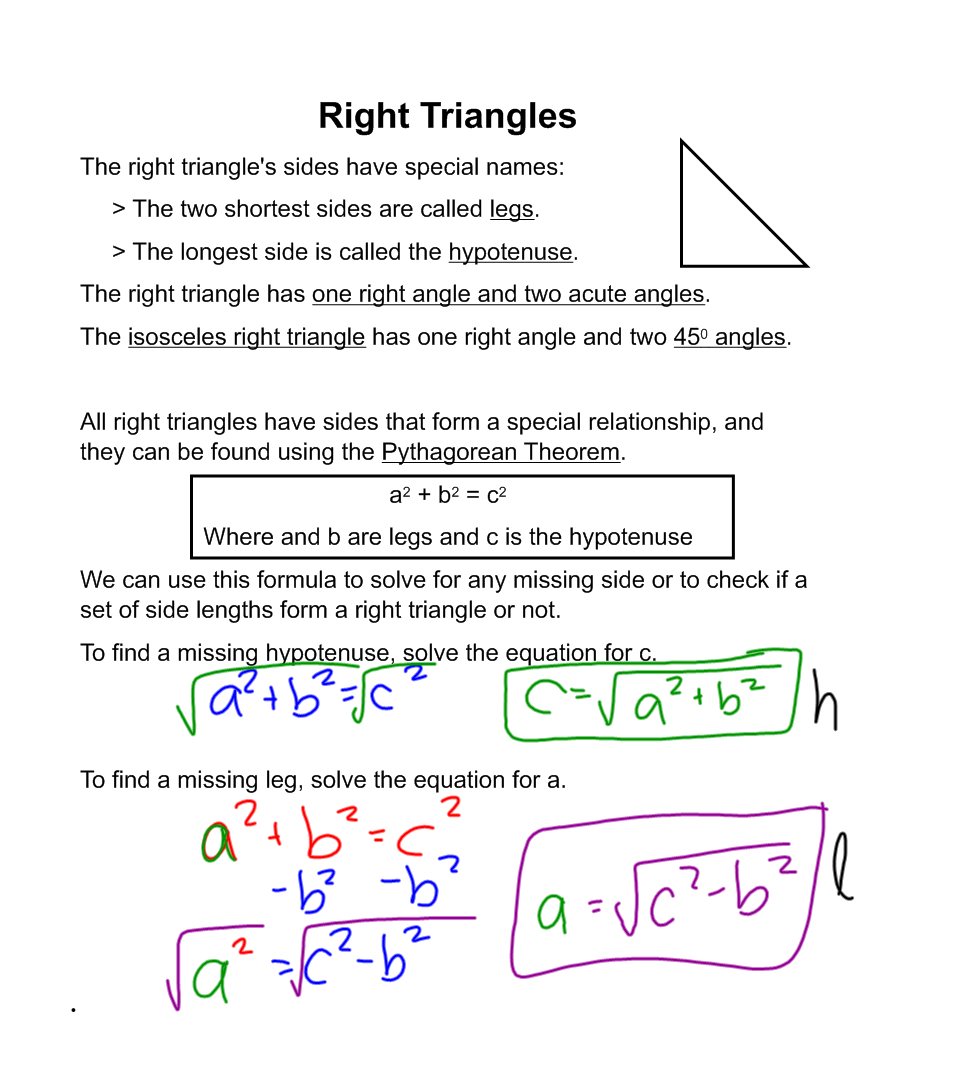 Right Triangles
The right triangle's sides have special names:
> The two shortest sides are called legs.
> The longest side is called the hypotenuse.
The right triangle has one right angle and two acute angles.
The isosceles right triangle has one right angle and two 45⁰ angles.
All right triangles have sides that form a special relationship, and
they can be found using the Pythagorean Theorem.
a² + b² = c²
Where and b are legs and c is the hypotenuse
We can use this formula to solve for any missing side or to check if a
set of side lengths form a right triangle or not.
To find a missing hypotenuse, solve the equation for c.
√(a²+b²) = √(c²) c=√(a²+b²) h
To find a missing leg, solve the equation for a.
a² + b² = c²
-b² -b²
a = √(c²-b²) l
√(a²) = √(c²-b²)
.